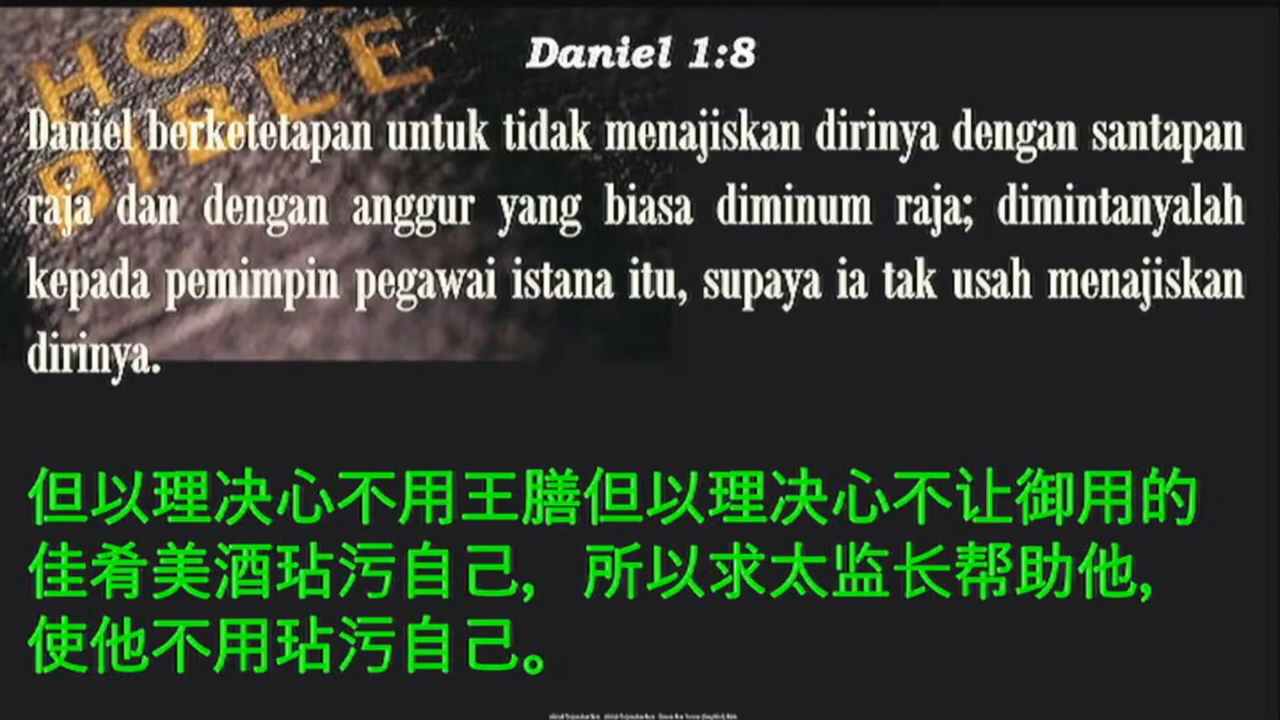 HOLY
BIBLE
Daniel 1:8
Daniel berketetapan untuk tidak menajiskan dirinya dengan santapan
raja dan dengan anggur yang biasa diminum raja; dimintanyalah
kepada pemimpin pegawai istana itu, supaya ia tak usah menajiskan
dirinya.
但以理决心不用王膳但以理决心不让御用的
佳肴美酒玷污自己, 所以求太监长帮助他,
使他不用玷污自己。